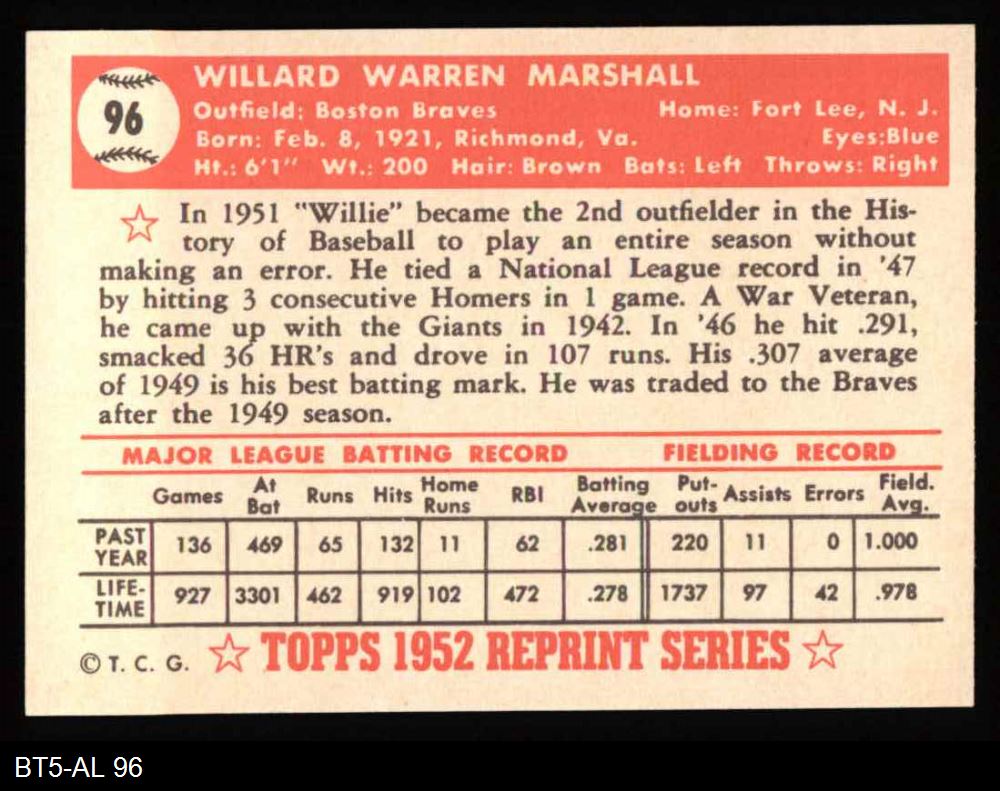 96
WILLARD WARREN MARSHALL
Outfield; Boston Braves Home: Fort Lee, N. J.
Born: Feb. 8, 1921, Richmond, Va. Eyes;Blue
Ht.: 6'1" Wt.: 200 Hair: Brown Bats: Left Throws: Right
In 1951 "Willie" became the 2nd outfielder in the His-
tory of Baseball to play an entire season without
making an error. He tied a National League record in '47
by hitting 3 consecutive Homers in 1 game. A War Veteran,
he came up with the Giants in 1942. In '46 he hit .291,
smacked 36 HR's and drove in 107 runs. His .307 average
of 1949 is his best batting mark. He was traded to the Braves
after the 1949 season.
MAJOR LEAGUE BATTING RECORD FIELDING RECORD
Games At Bat Runs Hits Home Runs RBI Batting Average Put-outs Assists Errors Field. Avg.
PAST YEAR 136 469 65 132 11 62 .281 220 11 0 1.000
LIFE-TIME 927 3301 462 919 102 472 .278 1737 97 42 .978
© T. C. G. ☆ TOPPS 1952 REPRINT SERIES ☆
BT5-AL 96